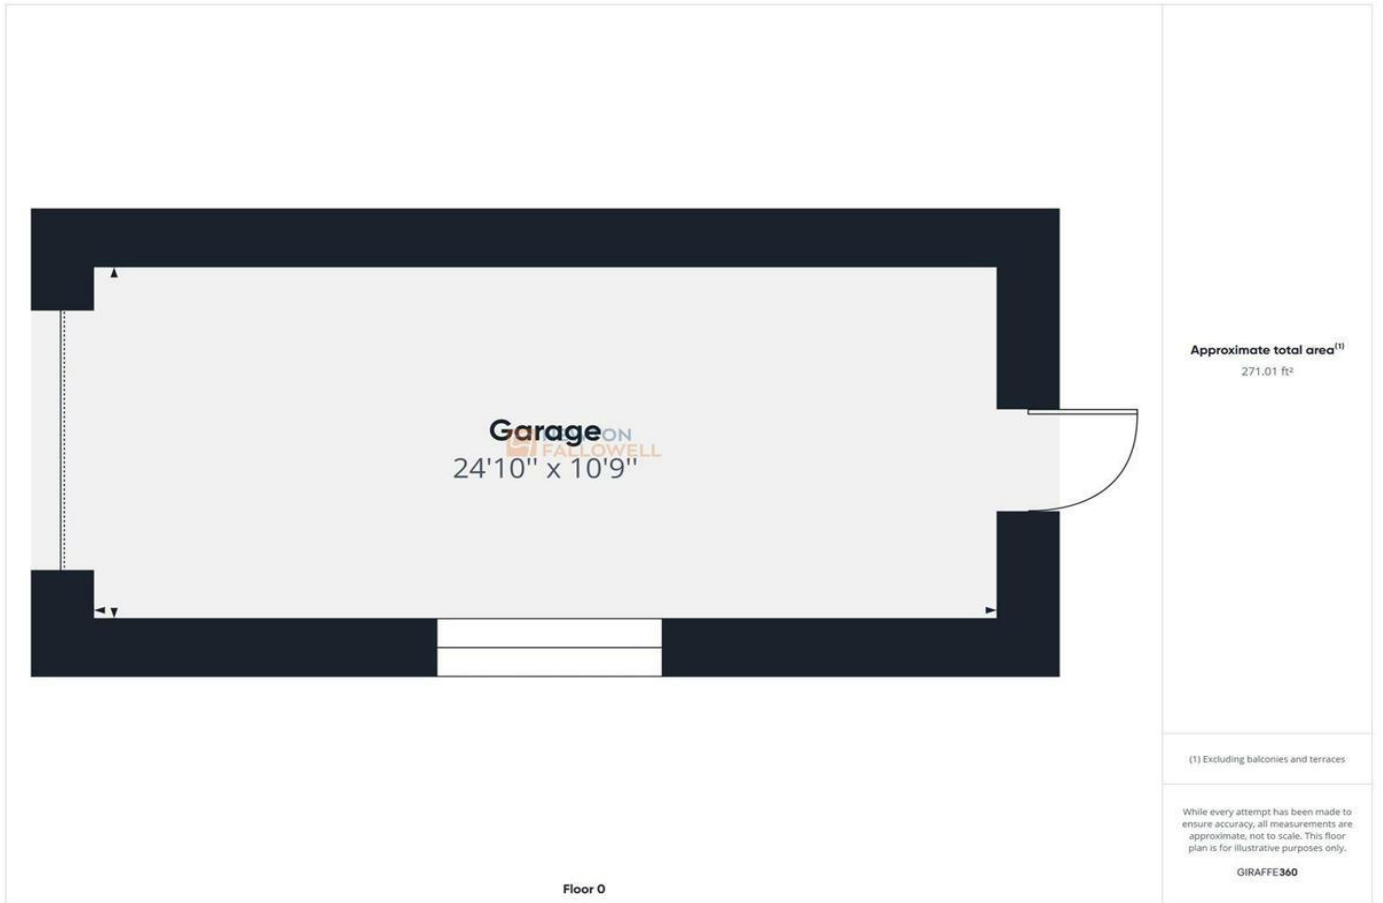 Garage
NEWTON
FALLOWELL
24'10" x 10'9"
Floor 0
Approximate total area(1)
271.01 ft²
(1) Excluding balconies and terraces
While every attempt has been made to
ensure accuracy, all measurements are
approximate, not to scale. This floor
plan is for illustrative purposes only.
GIRAFFE360